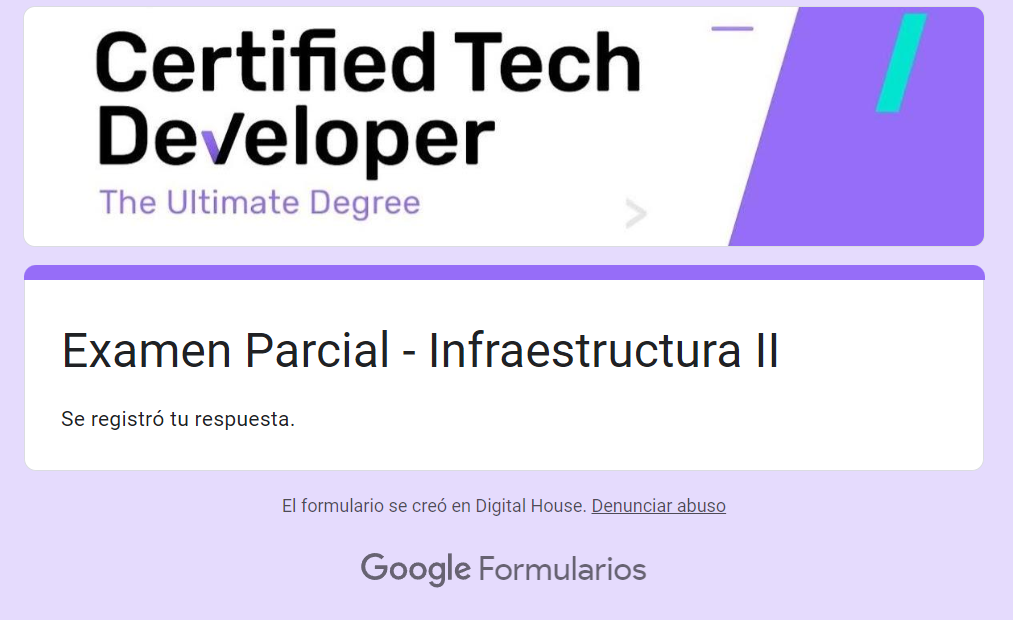 Certified Tech
Developer
The Ultimate Degree
>
Examen Parcial - Infraestructura II
Se registró tu respuesta.
El formulario se creó en Digital House. Denunciar abuso
Google Formularios